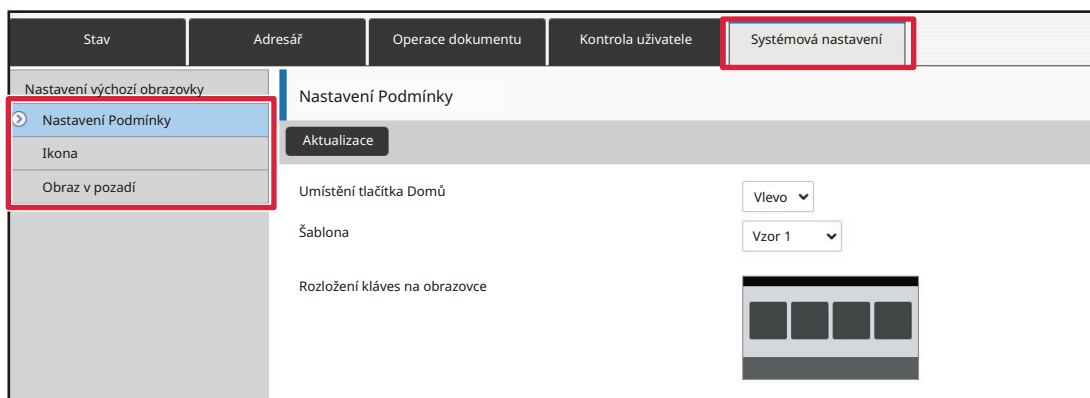 Stav
Adresář
Operace dokumentu
Kontrola uživatele
Systémová nastavení
Nastavení výchozí obrazovky
Nastavení Podmínky
Ikona
Obraz v pozadí
Nastavení Podmínky
Aktualizace
Umístění tlačítka Domů
Vlevo
Šablona
Vzor 1
Rozložení kláves na obrazovce